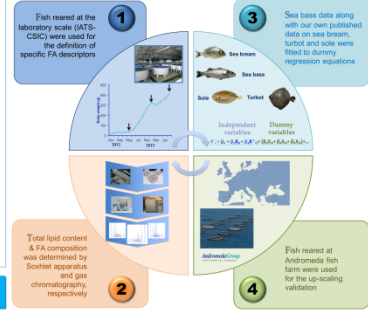 Fish reared at the
laboratory scale (IATS-
CSIC) were used for
the definition of
specific FA descriptors
1
3
Sea bass data along
with our own published
data on sea bream,
turbot and sole were
fitted to dummy
regression equations
Sea bream
Sea bass
Sole
Turbot
Independent
variables
Dummy
variables
2012
2013
Total lipid content
& FA composition
was determined by
Soxhlet apparatus
and gas
chromatography,
respectively
2
AndromedaGroup
Fish reared at
Andromeda fish
farm were used
for the up-scaling
validation
4